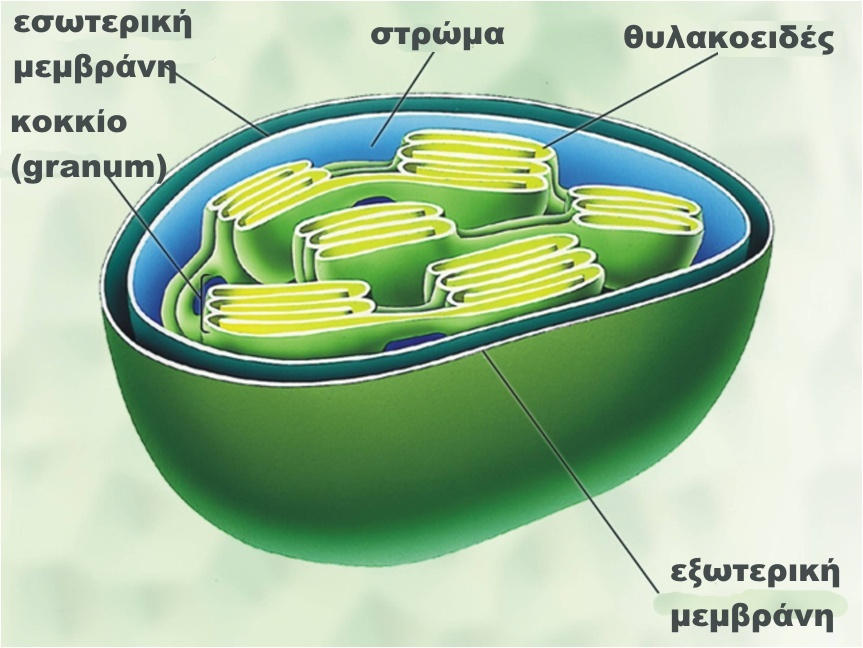 εσωτερική
μεμβράνη
στρώμα
θυλακοειδές
κοκκίο
(granum)
εξωτερική
μεμβράνη